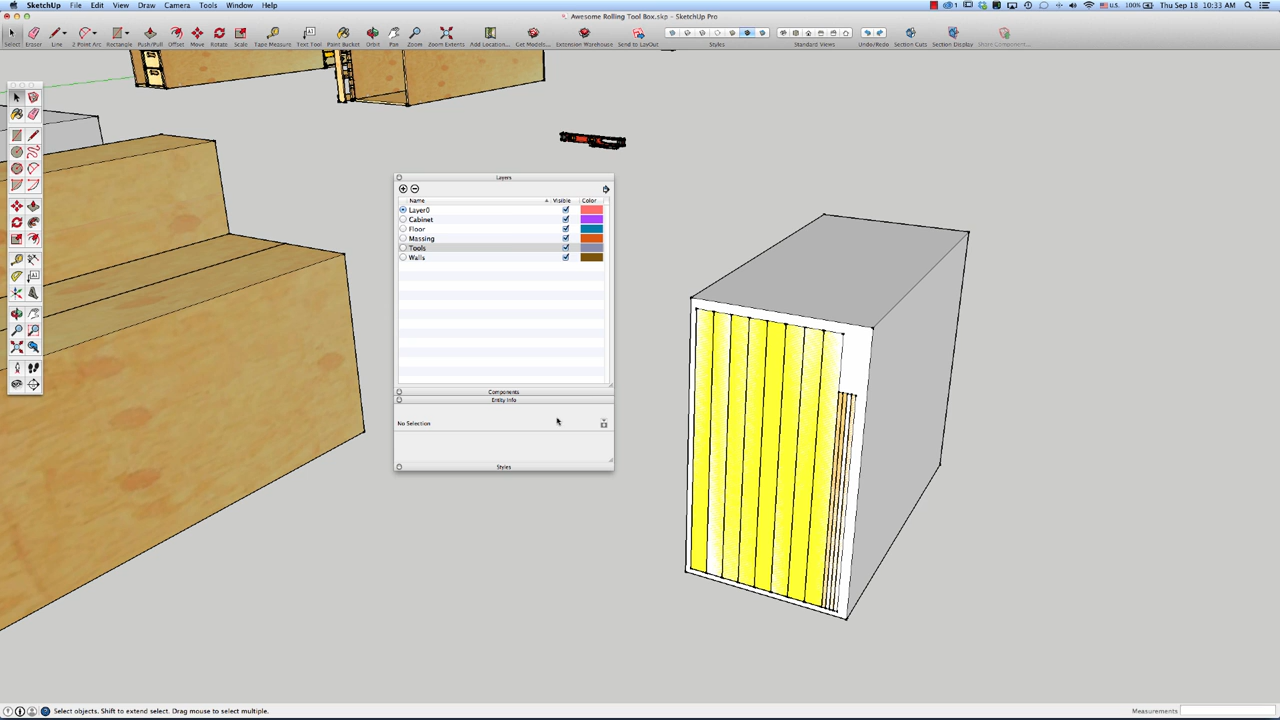 SketchUp File Edit View Draw Camera Tools Window Help
1 U.S. 100% Thu Sep 18 10:33 AM
Awesome Rolling Tool Box.skp - SketchUp Pro
Select Eraser Line 2 Point Arc Rectangle Push/Pull Offset Move Rotate Scale Tape Measure Text Tool Paint Bucket Orbit Pan Zoom Zoom Extents Add Location... Get Models... Extension Warehouse Send to LayOut Styles Standard Views Undo/Redo Section Cuts Section Display Share Component...
Layers
Name Visible Color
Layer0
Cabinet
Floor
Massing
Tools
Walls
Components
Entity Info
No Selection
Styles
Select objects. Shift to extend select. Drag mouse to select multiple.
Measurements